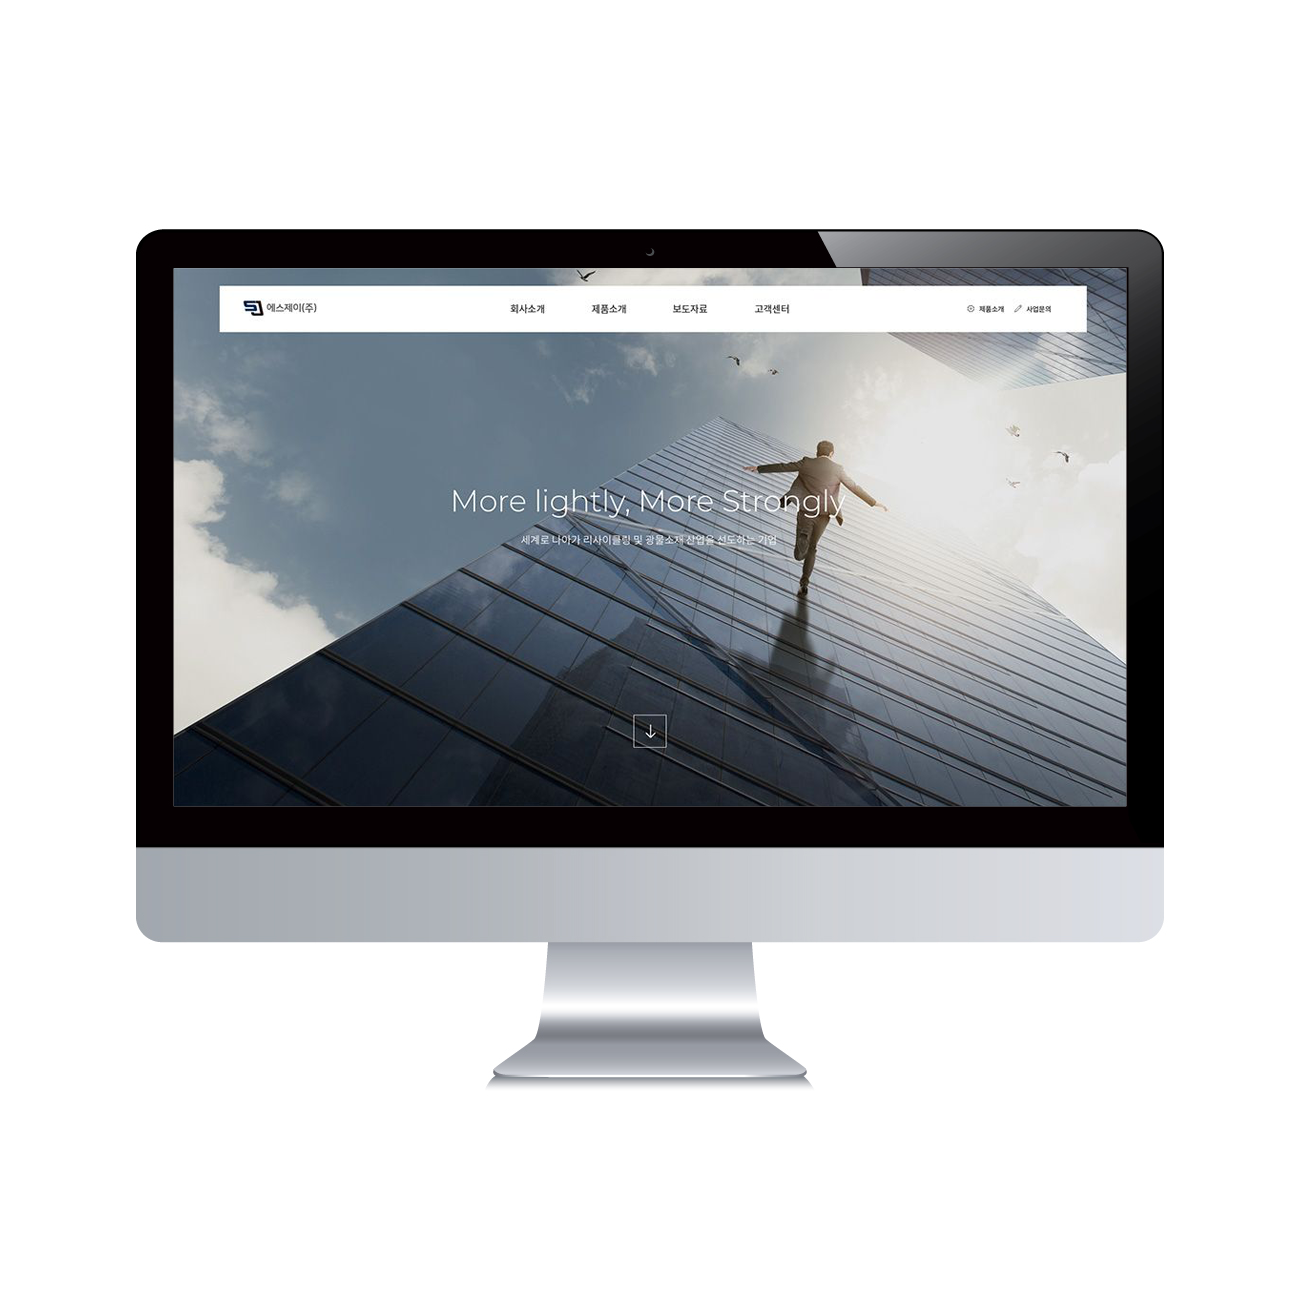 SJ 에스제이(주)
회사소개 제품소개 보도자료 고객센터
제품소개 사업문의
More lightly, More Strongly
세계로 나아가 리사이클링 및 광물소재 산업을 선도하는 기업